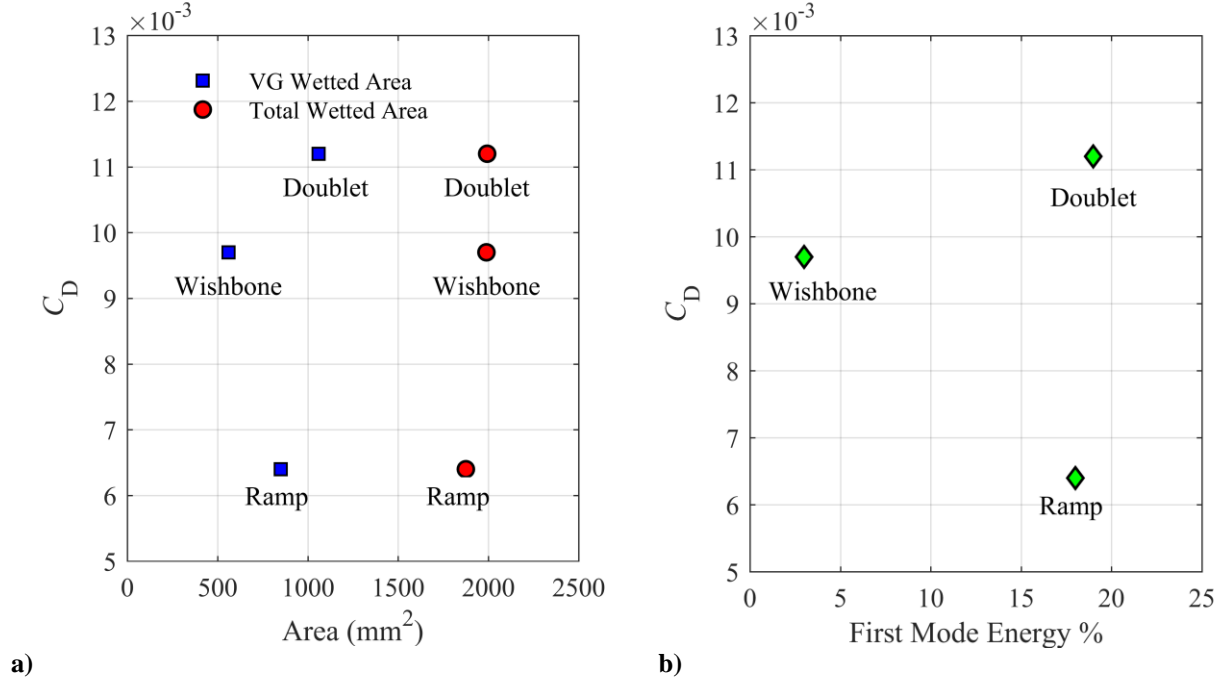 ×10⁻³
13
12
11
10
9
8
7
6
5
C_D
VG Wetted Area
Total Wetted Area
Doublet
Doublet
Wishbone
Wishbone
Ramp
Ramp
0
500
1000
1500
2000
2500
Area (mm²)
a)
×10⁻³
13
12
11
10
9
8
7
6
5
C_D
Doublet
Wishbone
Ramp
0
5
10
15
20
25
First Mode Energy %
b)